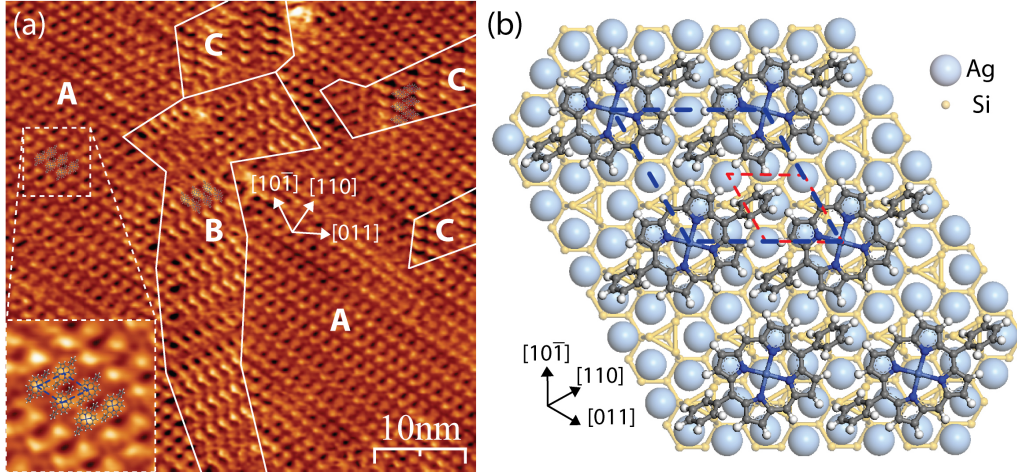 (a)
C
A
C
[101̄]
[110]
B
[011]
C
A
10nm
(b)
Ag
Si
[101̄]
[110]
[011]